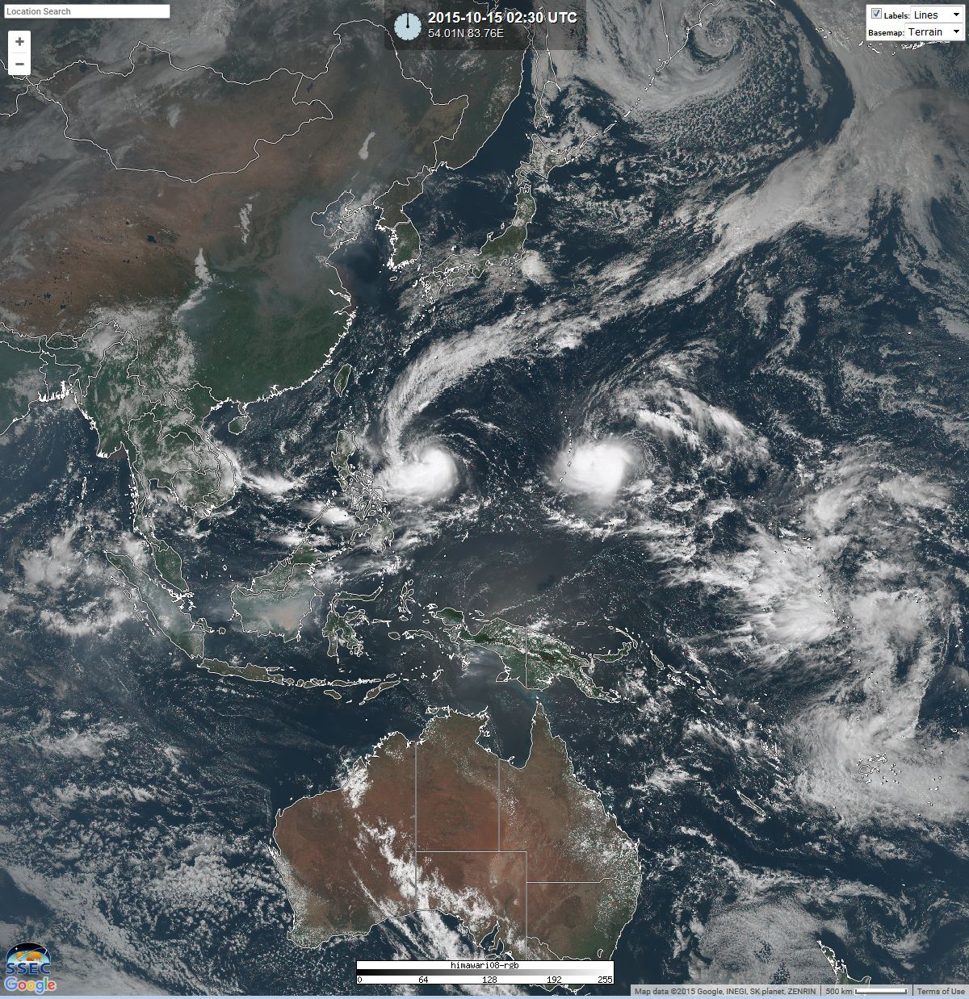 Location Search
2015-10-15 02:30 UTC
54.01N 83.76E
Labels: Lines
Basemap: Terrain
+
−
SSEC
Google
himawari08-rgb
0 64 128 192 255
Map data ©2015 Google, INEGI, SK planet, ZENRIN
500 km
Terms of Use